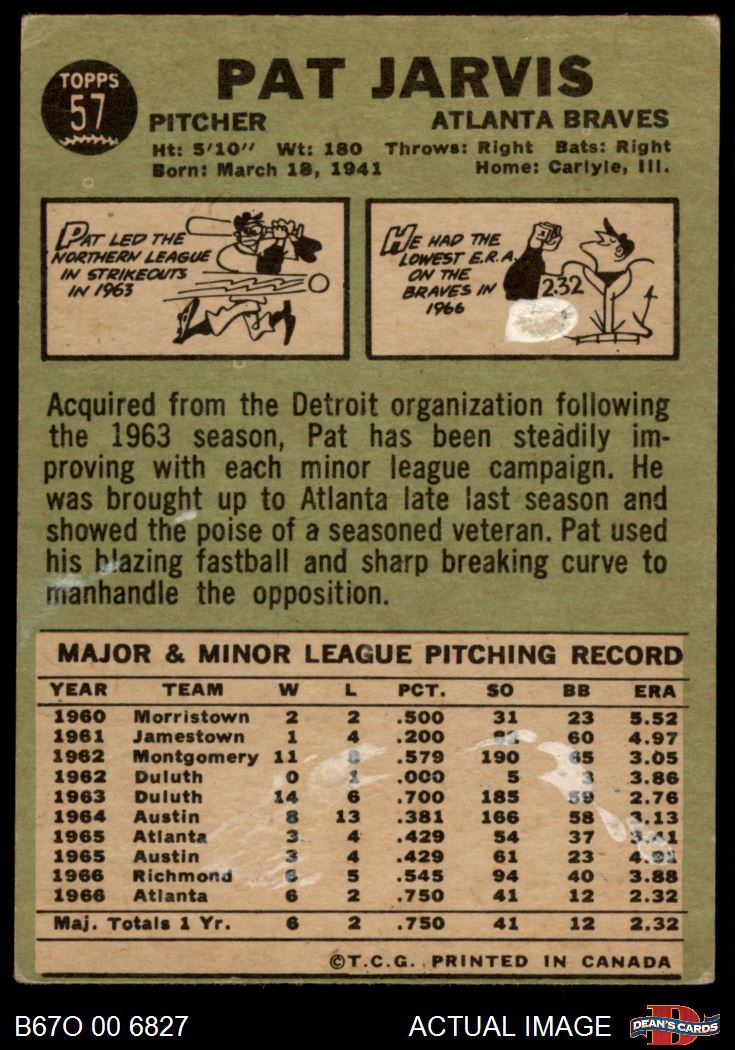 TOPPS
57
PAT JARVIS
PITCHER
ATLANTA BRAVES
Ht: 5'10" Wt: 180 Throws: Right Bats: Right
Born: March 18, 1941 Home: Carlyle, Ill.
PAT LED THE
NORTHERN LEAGUE
IN STRIKEOUTS
IN 1963
HE HAD THE
LOWEST E.R.A.
ON THE
BRAVES IN
1966
2.32
Acquired from the Detroit organization following
the 1963 season, Pat has been steadily im-
proving with each minor league campaign. He
was brought up to Atlanta late last season and
showed the poise of a seasoned veteran. Pat used
his blazing fastball and sharp breaking curve to
manhandle the opposition.
MAJOR & MINOR LEAGUE PITCHING RECORD
YEAR TEAM W L PCT. SO BB ERA
1960 Morristown 2 2 .500 31 23 5.52
1961 Jamestown 1 4 .200 60 4.97
1962 Montgomery 11 8 .579 190 65 3.05
1962 Duluth 0 1 .000 5 3 3.86
1963 Duluth 14 6 .700 185 59 2.76
1964 Austin 8 13 .381 166 58 3.13
1965 Atlanta 3 4 .429 54 37 3.41
1965 Austin 3 4 .429 61 23
1966 Richmond 6 5 .545 94 40 3.88
1966 Atlanta 6 2 .750 41 12 2.32
Maj. Totals 1 Yr. 6 2 .750 41 12 2.32
©T.C.G. PRINTED IN CANADA
B67O 00 6827
ACTUAL IMAGE
DEAN'S CARDS